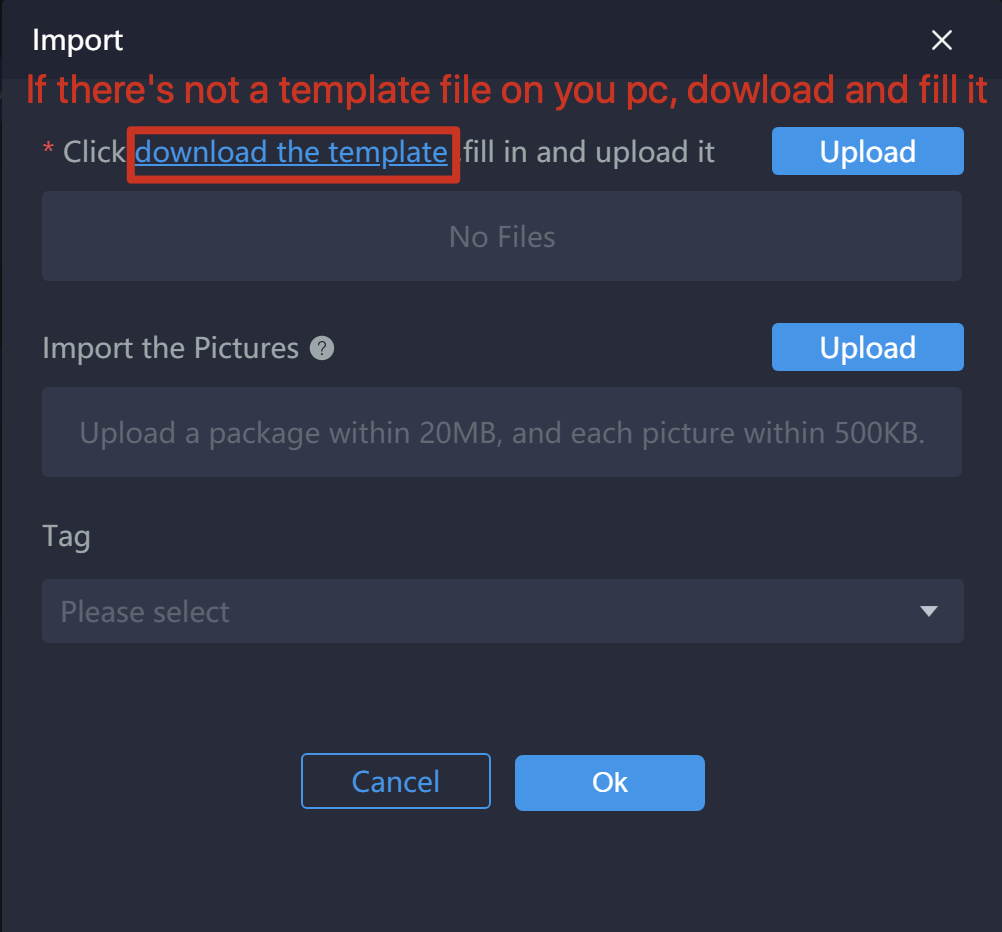 Import
If there's not a template file on you pc, dowload and fill it
* Click download the template ,fill in and upload it Upload
No Files
Import the Pictures ? Upload
Upload a package within 20MB, and each picture within 500KB.
Tag
Please select
Cancel Ok